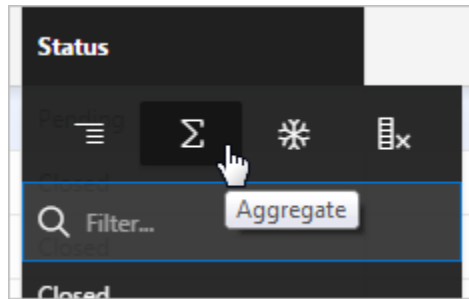 Status
Pending
Σ
Closed
Aggregate
Filter...
Closed
Closed